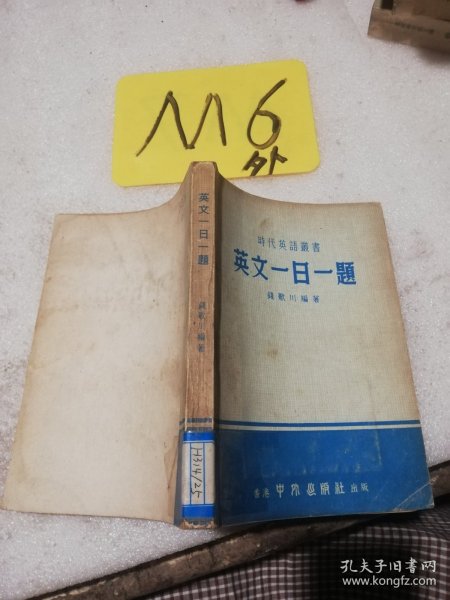 M6
外
時代英語叢書
英文一日一題
錢歌川編著
香港 中外出版社 出版
英文一日一題
錢歌川編著
H314/25
孔夫子旧书网
www.kongfz.com